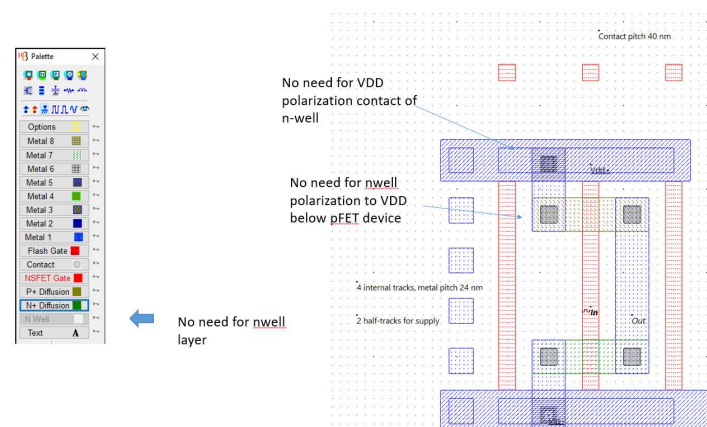 Palette
Options
Metal 8
Metal 7
Metal 6
Metal 5
Metal 4
Metal 3
Metal 2
Metal 1
Flash Gate
Contact
NSFET Gate
P+ Diffusion
N+ Diffusion
N Well
Text A
No need for nwell
layer
No need for VDD
polarization contact of
n-well
No need for nwell
polarization to VDD
below pFET device
Contact pitch 40 nm
Vdd+
4 internal tracks, metal pitch 24 nm
2 half-tracks for supply
In
Out